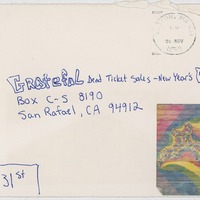 Grateful Dead Ticket Sales - New Year's
Box C-S 8190
San Rafael, CA 94912
31st